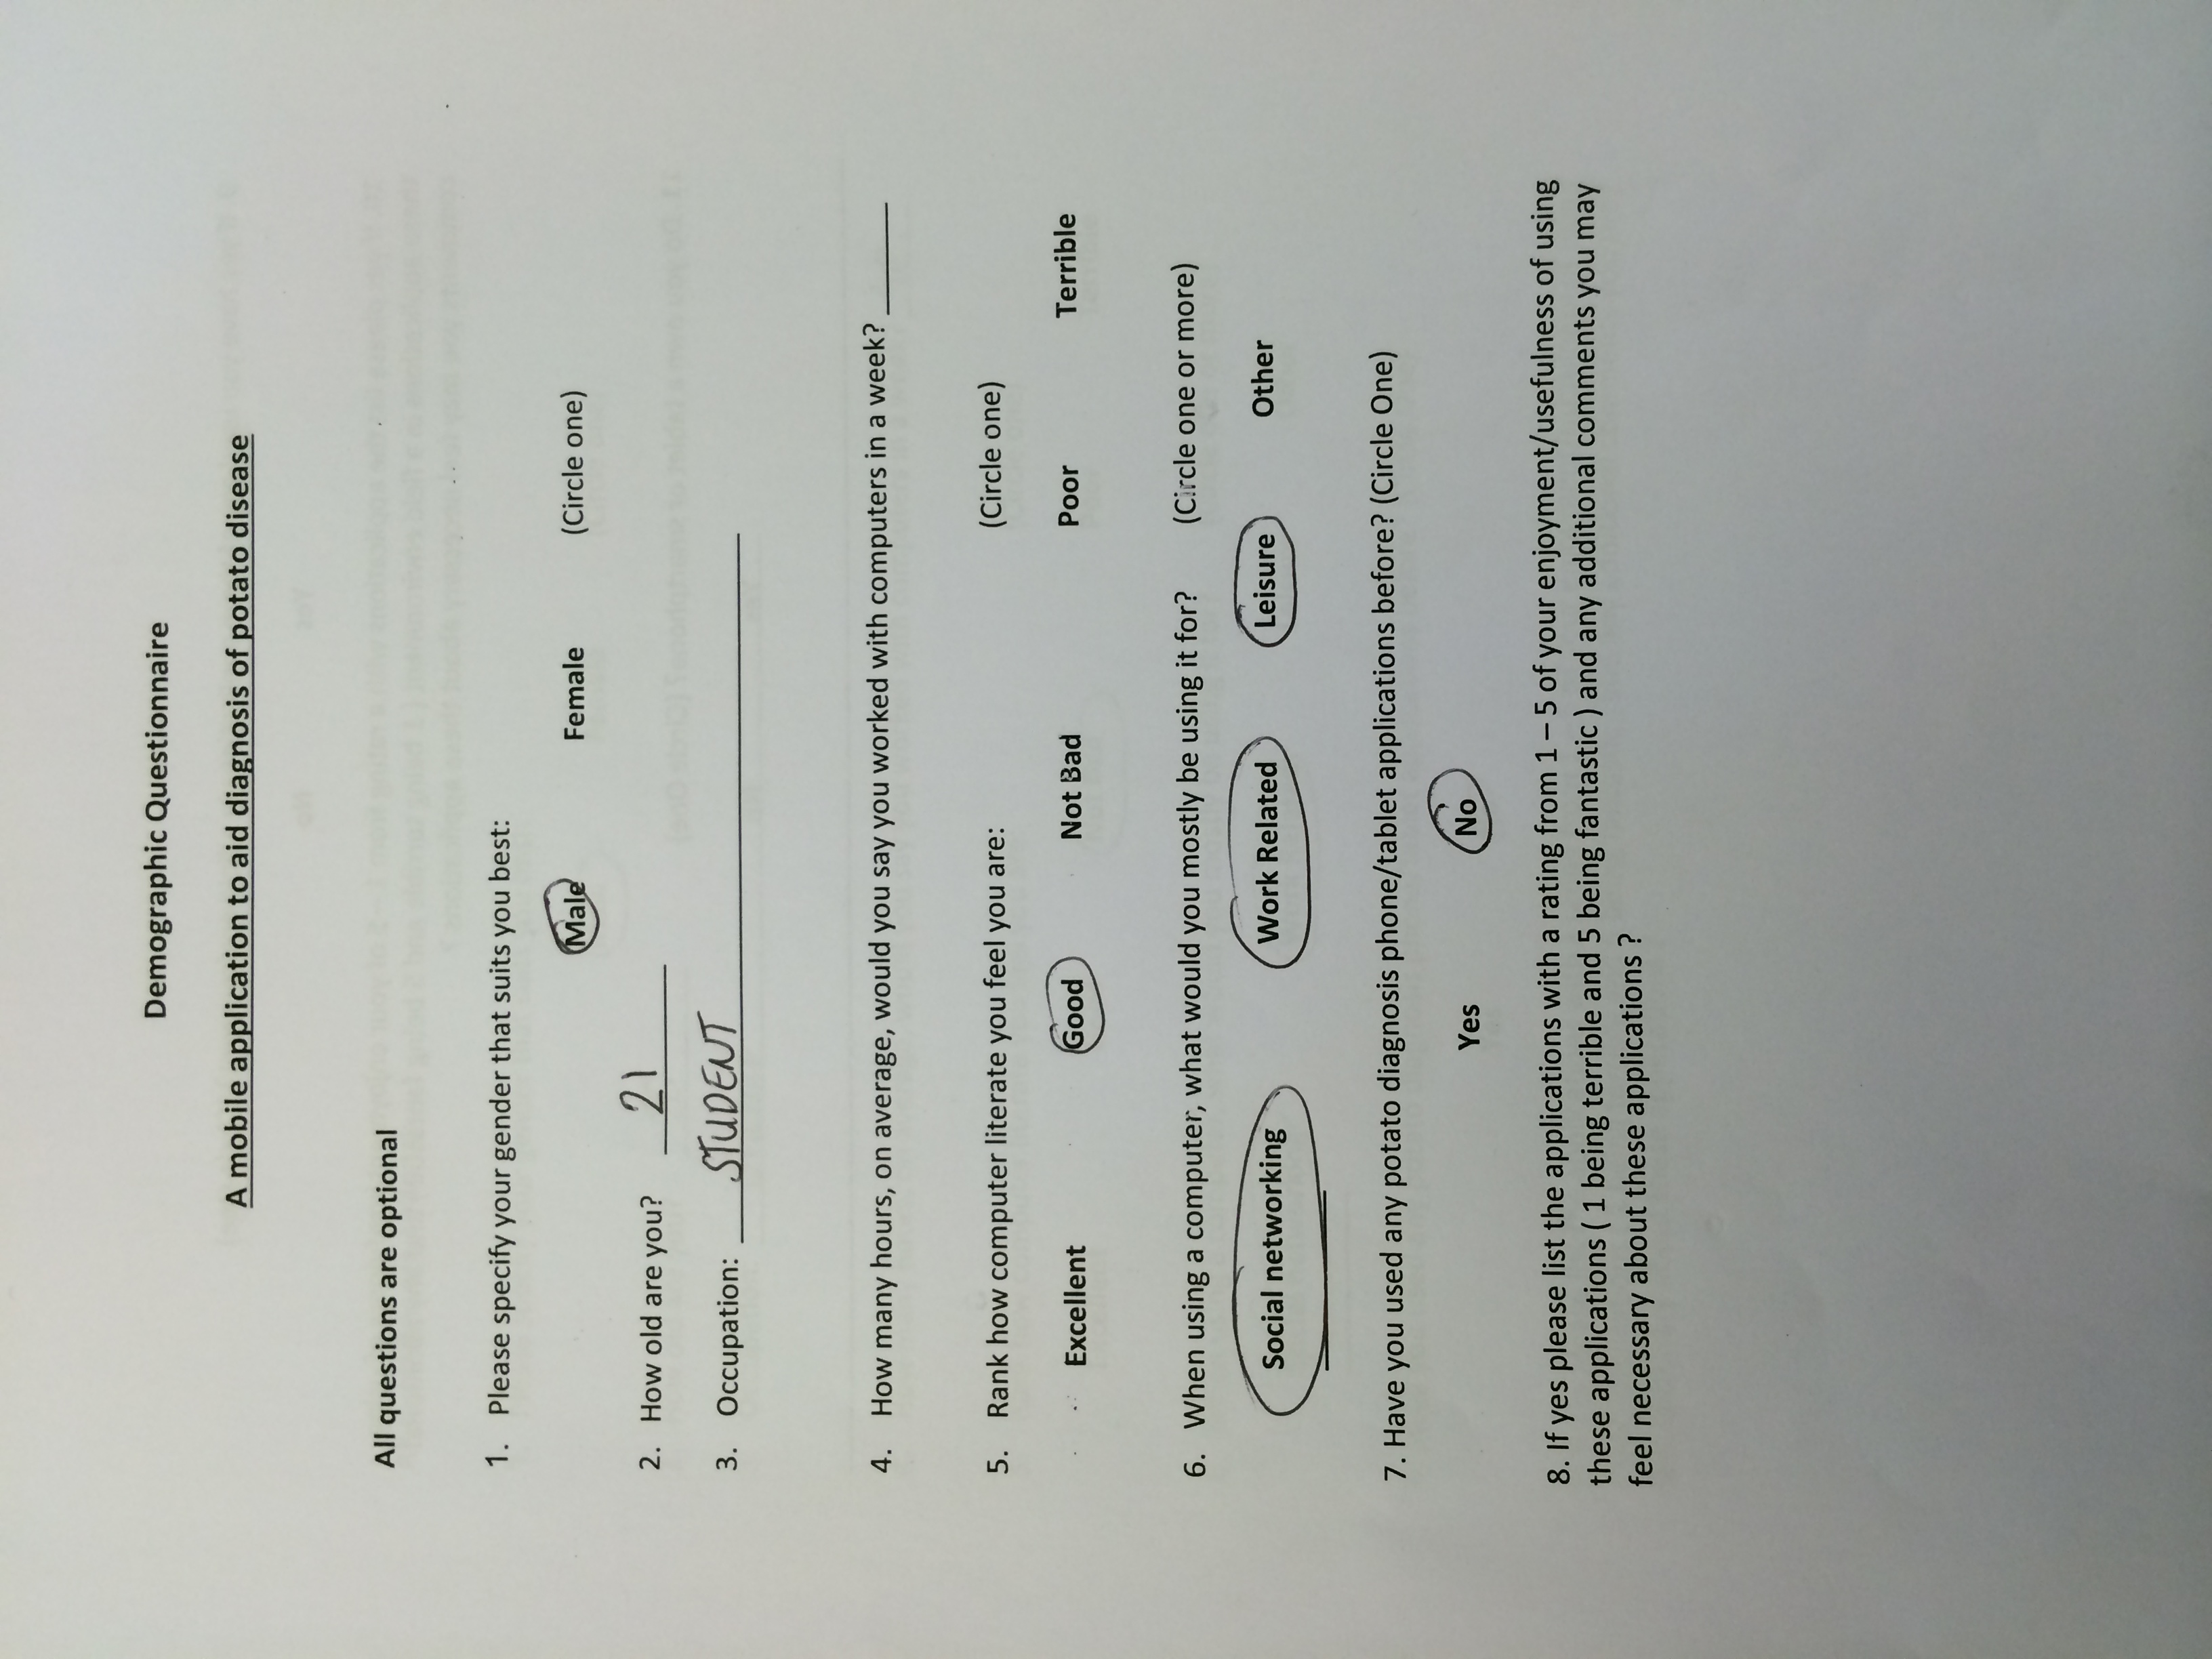 Demographic Questionnaire
A mobile application to aid diagnosis of potato disease
All questions are optional
1. Please specify your gender that suits you best:
Male Female (Circle one)
2. How old are you? 21
3. Occupation: STUDENT
4. How many hours, on average, would you say you worked with computers in a week? ______
5. Rank how computer literate you feel you are: (Circle one)
Excellent Good Not Bad Poor Terrible
6. When using a computer, what would you mostly be using it for? (Circle one or more)
Social networking Work Related Leisure Other
7. Have you used any potato diagnosis phone/tablet applications before? (Circle One)
Yes No
8. If yes please list the applications with a rating from 1 – 5 of your enjoyment/usefulness of using
these applications ( 1 being terrible and 5 being fantastic ) and any additional comments you may
feel necessary about these applications ?